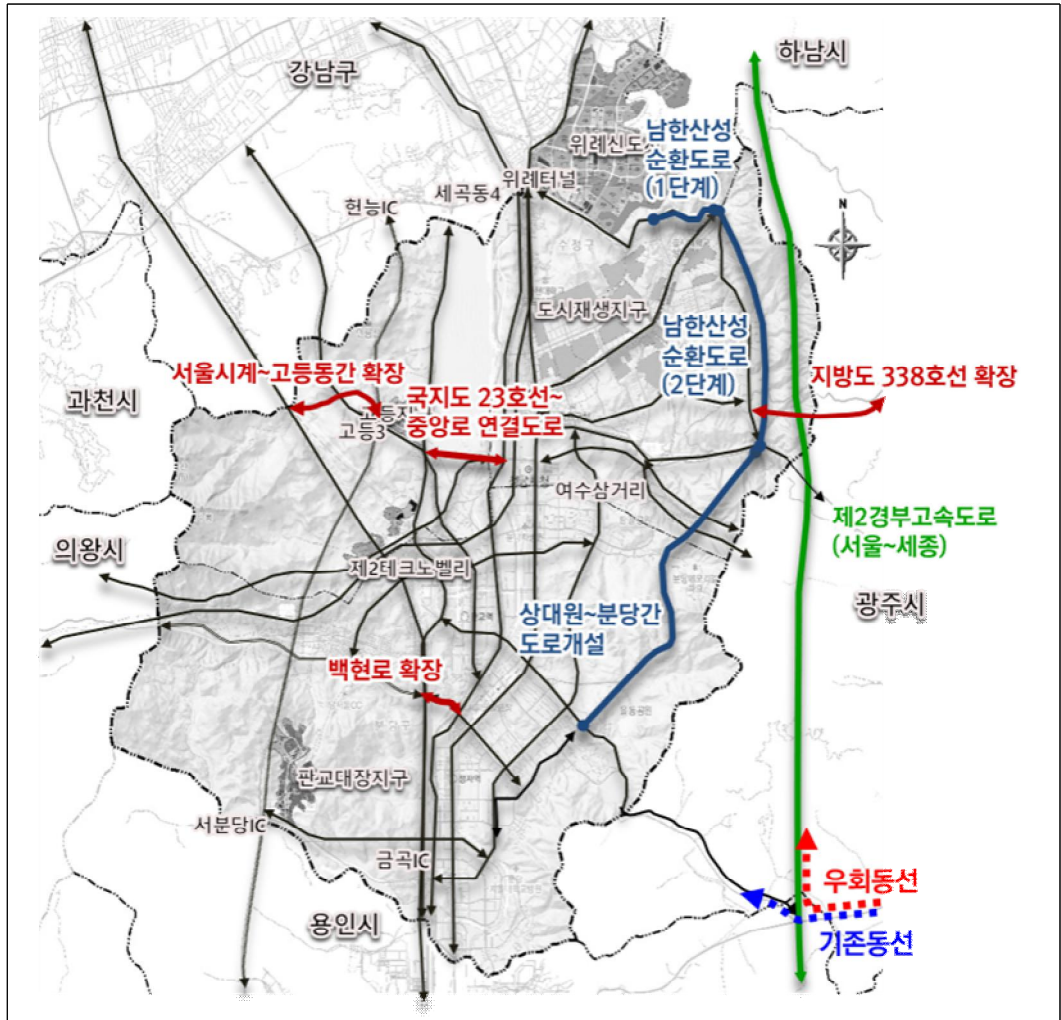 하남시
강남구
남한산성
순환도로
(1단계)
위례신도
위례터널
세곡동4
헌능IC
N
수정구
도시재생지구
남한산성
순환도로
(2단계)
서울시계~고등동간 확장
지방도 338호선 확장
과천시
국지도 23호선~
중앙로 연결도로
고등지
고등3
여수삼거리
제2경부고속도로
(서울~세종)
의왕시
제2테크노벨리
광주시
상대원~분당간
도로개설
백현로 확장
판교대장지구
서분당IC
금곡IC
우회동선
용인시
기존동선